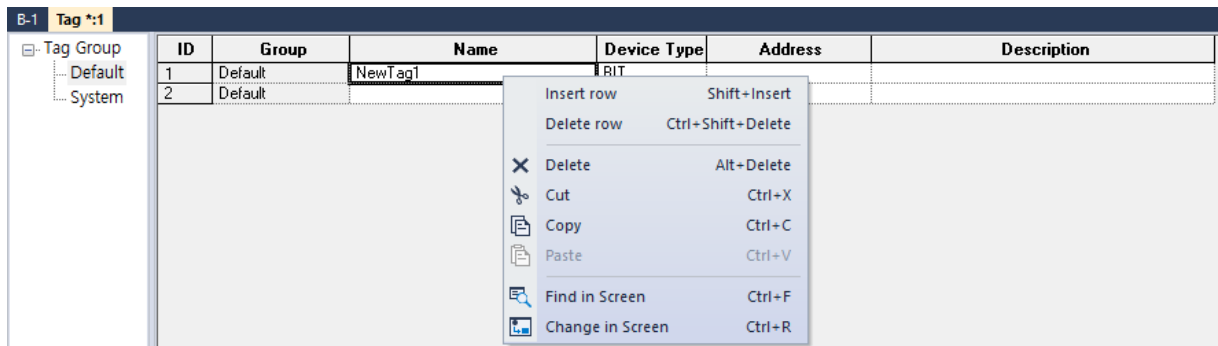 B-1 Tag *:1
Tag Group
Default
System
ID Group Name Device Type Address Description
1 Default NewTag1 BIT
2 Default
Insert row Shift+Insert
Delete row Ctrl+Shift+Delete
Delete Alt+Delete
Cut Ctrl+X
Copy Ctrl+C
Paste Ctrl+V
Find in Screen Ctrl+F
Change in Screen Ctrl+R